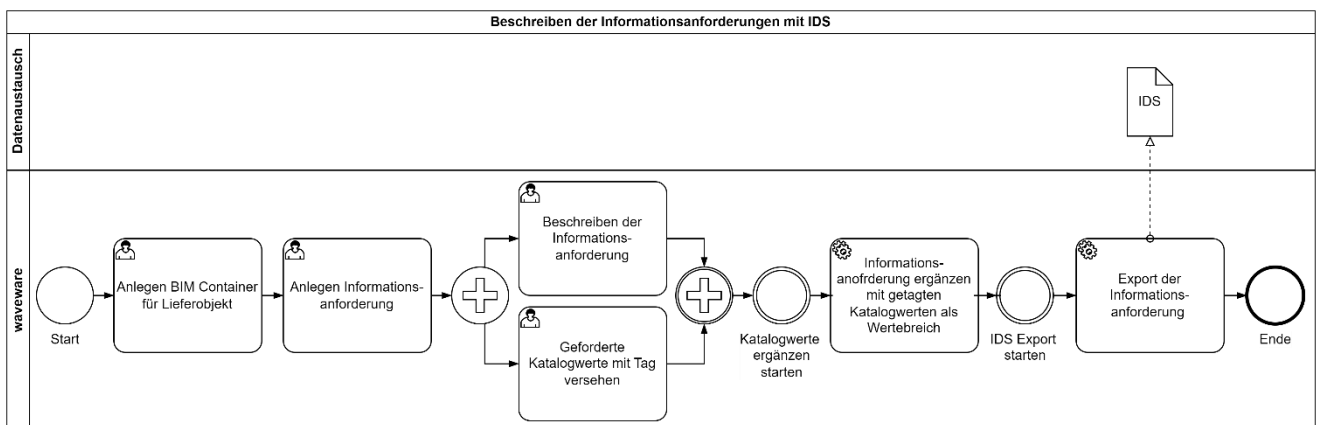 Beschreiben der Informationsanforderungen mit IDS
Datenaustausch
IDS
waveware
Start
Anlegen BIM Container
für Lieferobjekt
Anlegen Informations-
anforderung
Beschreiben der
Informations-
anforderung
Geforderte
Katalogwerte mit Tag
versehen
Katalogwerte
ergänzen
starten
Informations-
anofrderung ergänzen
mit getagten
Katalogwerten als
Wertebreich
IDS Export
starten
Export der
Informations-
anforderung
Ende